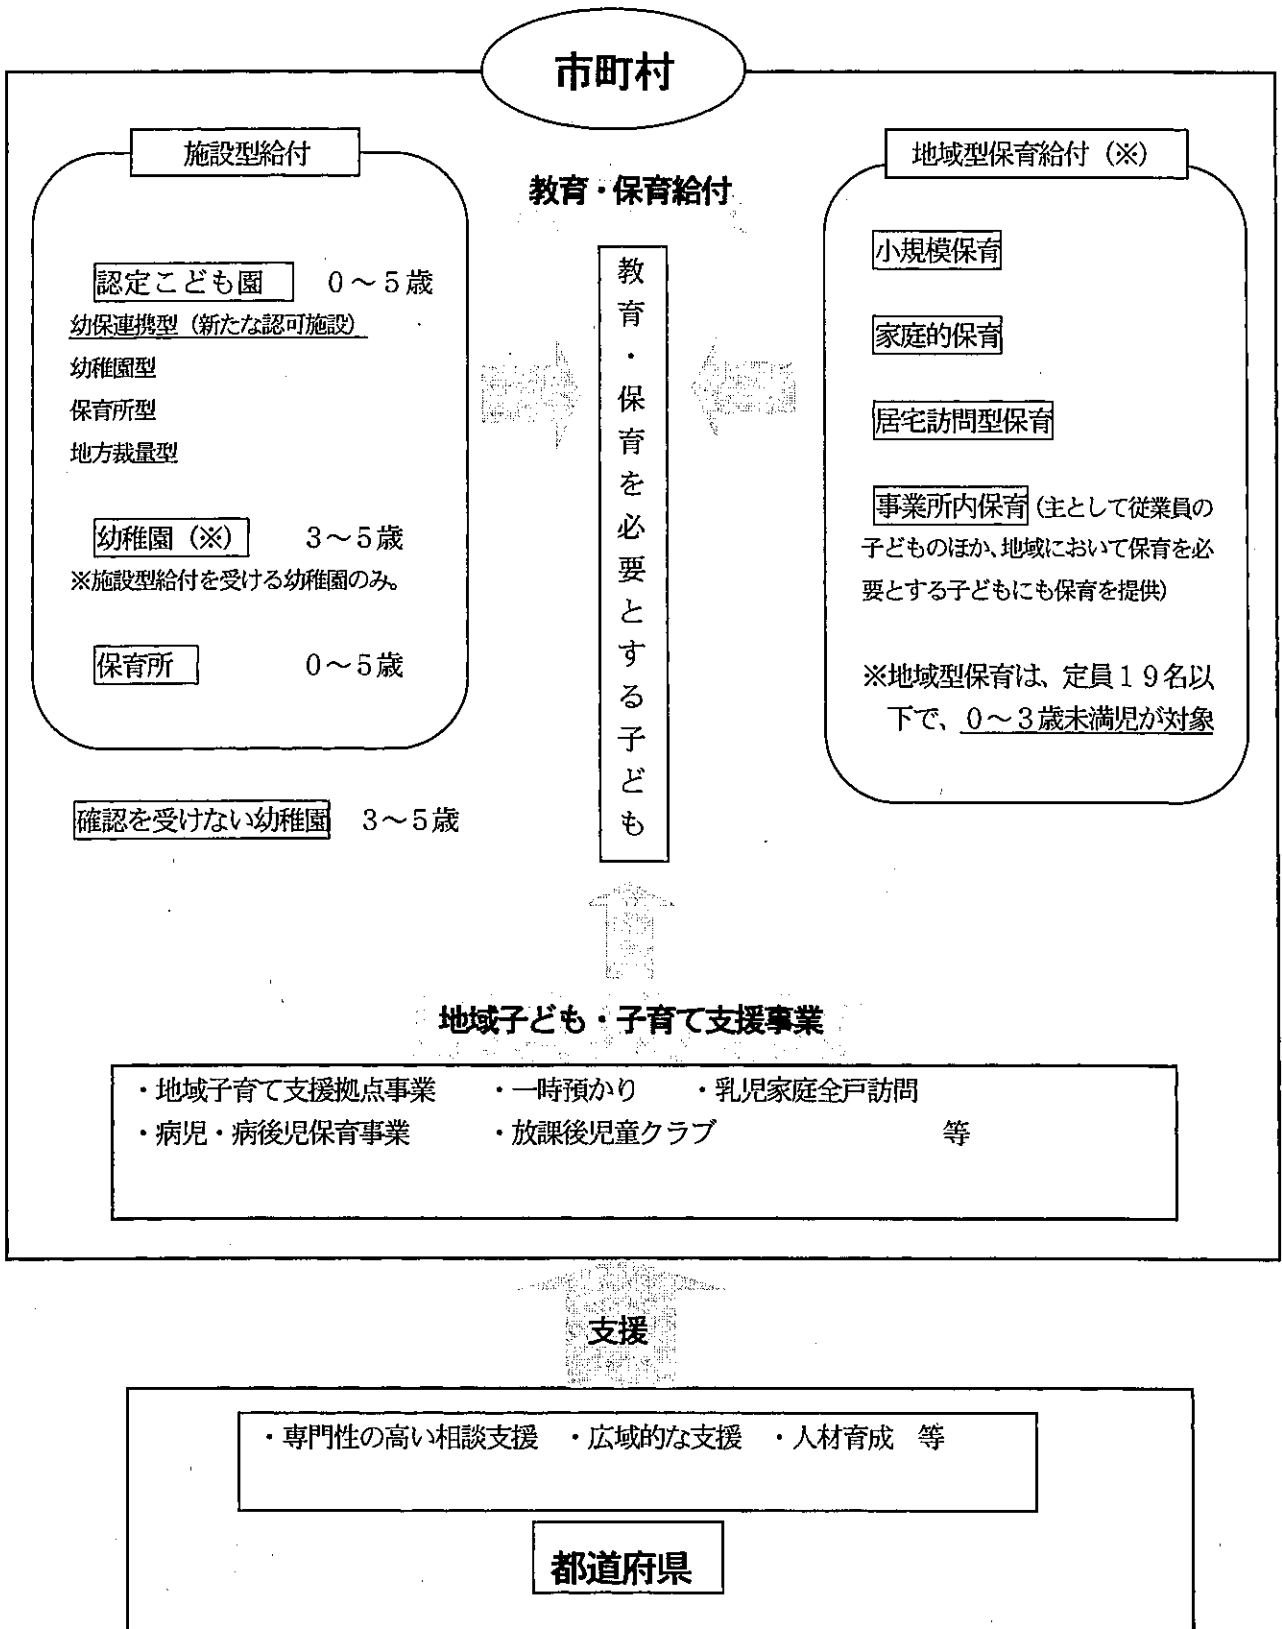 市町村
施設型給付
認定こども園 0~5歳
幼保連携型(新たな認可施設)
幼稚園型
保育所型
地方裁量型
幼稚園(※) 3~5歳
※施設型給付を受ける幼稚園のみ。
保育所 0~5歳
確認を受けない幼稚園 3~5歳
教育・保育給付
教育・保育を必要とする子ども
地域型保育給付(※)
小規模保育
家庭的保育
居宅訪問型保育
事業所内保育(主として従業員の
子どものほか、地域において保育を必
要とする子どもにも保育を提供)
※地域型保育は、定員19名以
下で、0~3歳未満児が対象
地域子ども・子育て支援事業
・地域子育て支援拠点事業 ・一時預かり ・乳児家庭全戸訪問
・病児・病後児保育事業 ・放課後児童クラブ 等
支援
・専門性の高い相談支援 ・広域的な支援 ・人材育成 等
都道府県